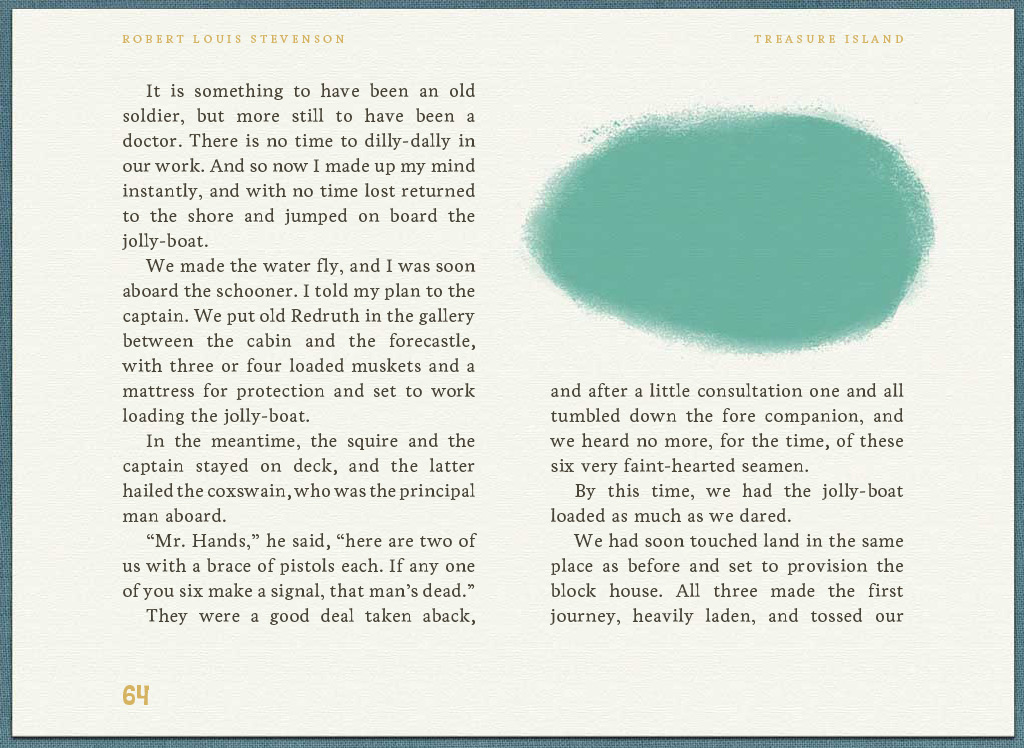 ROBERT LOUIS STEVENSON
TREASURE ISLAND
It is something to have been an old
soldier, but more still to have been a
doctor. There is no time to dilly-dally in
our work. And so now I made up my mind
instantly, and with no time lost returned
to the shore and jumped on board the
jolly-boat.
We made the water fly, and I was soon
aboard the schooner. I told my plan to the
captain. We put old Redruth in the gallery
between the cabin and the forecastle,
with three or four loaded muskets and a
mattress for protection and set to work
loading the jolly-boat.
In the meantime, the squire and the
captain stayed on deck, and the latter
hailed the coxswain, who was the principal
man aboard.
“Mr. Hands,” he said, “here are two of
us with a brace of pistols each. If any one
of you six make a signal, that man’s dead.”
They were a good deal taken aback,
and after a little consultation one and all
tumbled down the fore companion, and
we heard no more, for the time, of these
six very faint-hearted seamen.
By this time, we had the jolly-boat
loaded as much as we dared.
We had soon touched land in the same
place as before and set to provision the
block house. All three made the first
journey, heavily laden, and tossed our
64